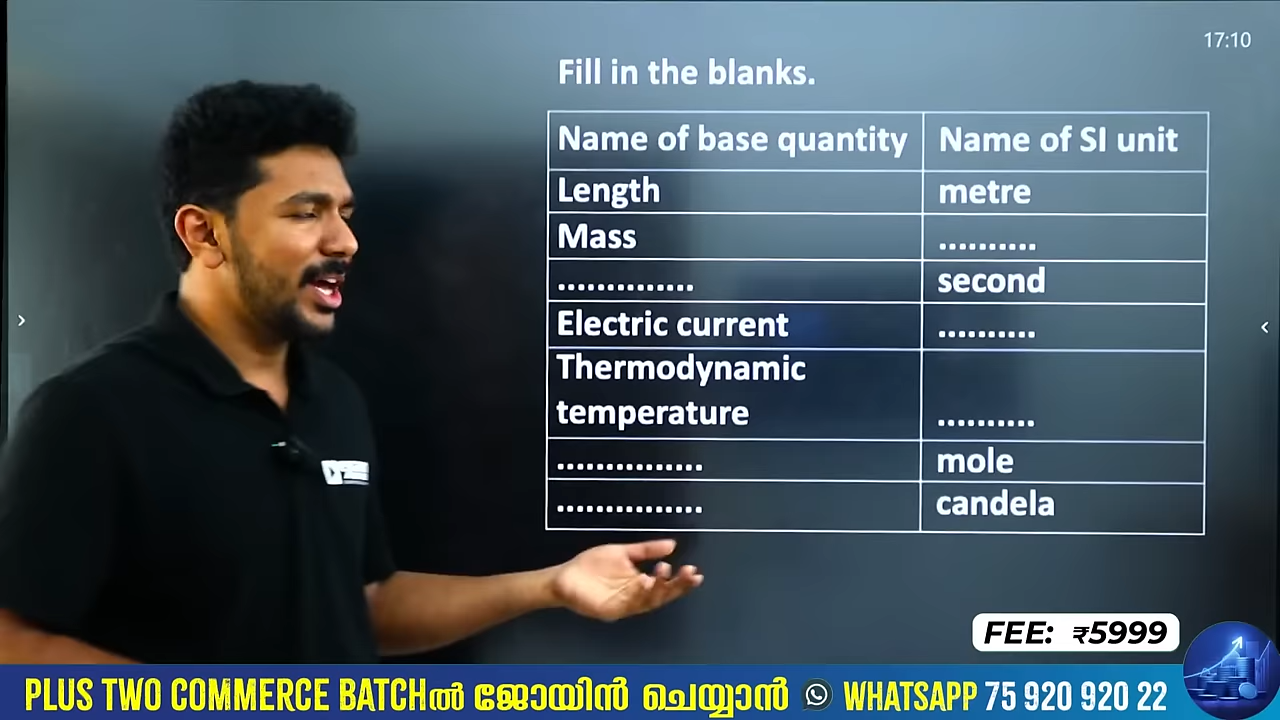 17:10
Fill in the blanks.
Name of base quantity Name of SI unit
Length metre
Mass ..........
.............. second
Electric current ..........
Thermodynamic
temperature ..........
............... mole
............... candela
FEE: ₹5999
PLUS TWO COMMERCE BATCHൽ ജോയിൻ ചെയ്യാൻ WHATSAPP 75 920 920 22